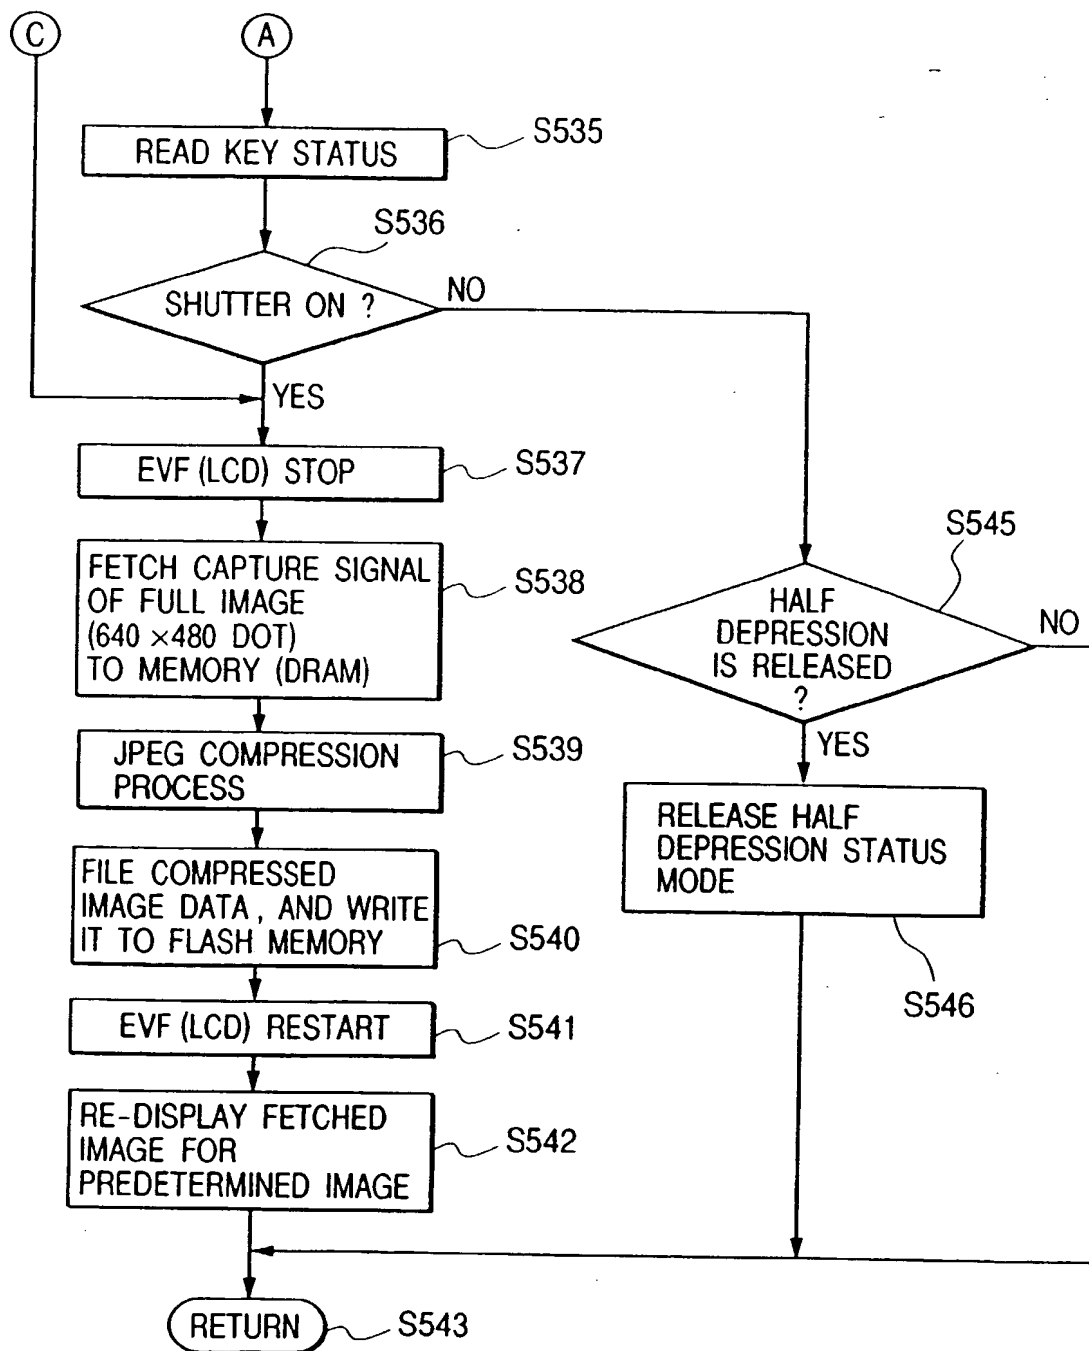 C
A
READ KEY STATUS
S535
S536
SHUTTER ON ?
NO
YES
EVF (LCD) STOP
S537
FETCH CAPTURE SIGNAL
OF FULL IMAGE
(640 ×480 DOT)
TO MEMORY (DRAM)
S538
JPEG COMPRESSION
PROCESS
S539
FILE COMPRESSED
IMAGE DATA, AND WRITE
IT TO FLASH MEMORY
S540
EVF (LCD) RESTART
S541
RE-DISPLAY FETCHED
IMAGE FOR
PREDETERMINED IMAGE
S542
RETURN
S543
S545
HALF
DEPRESSION
IS RELEASED
?
NO
YES
RELEASE HALF
DEPRESSION STATUS
MODE
S546